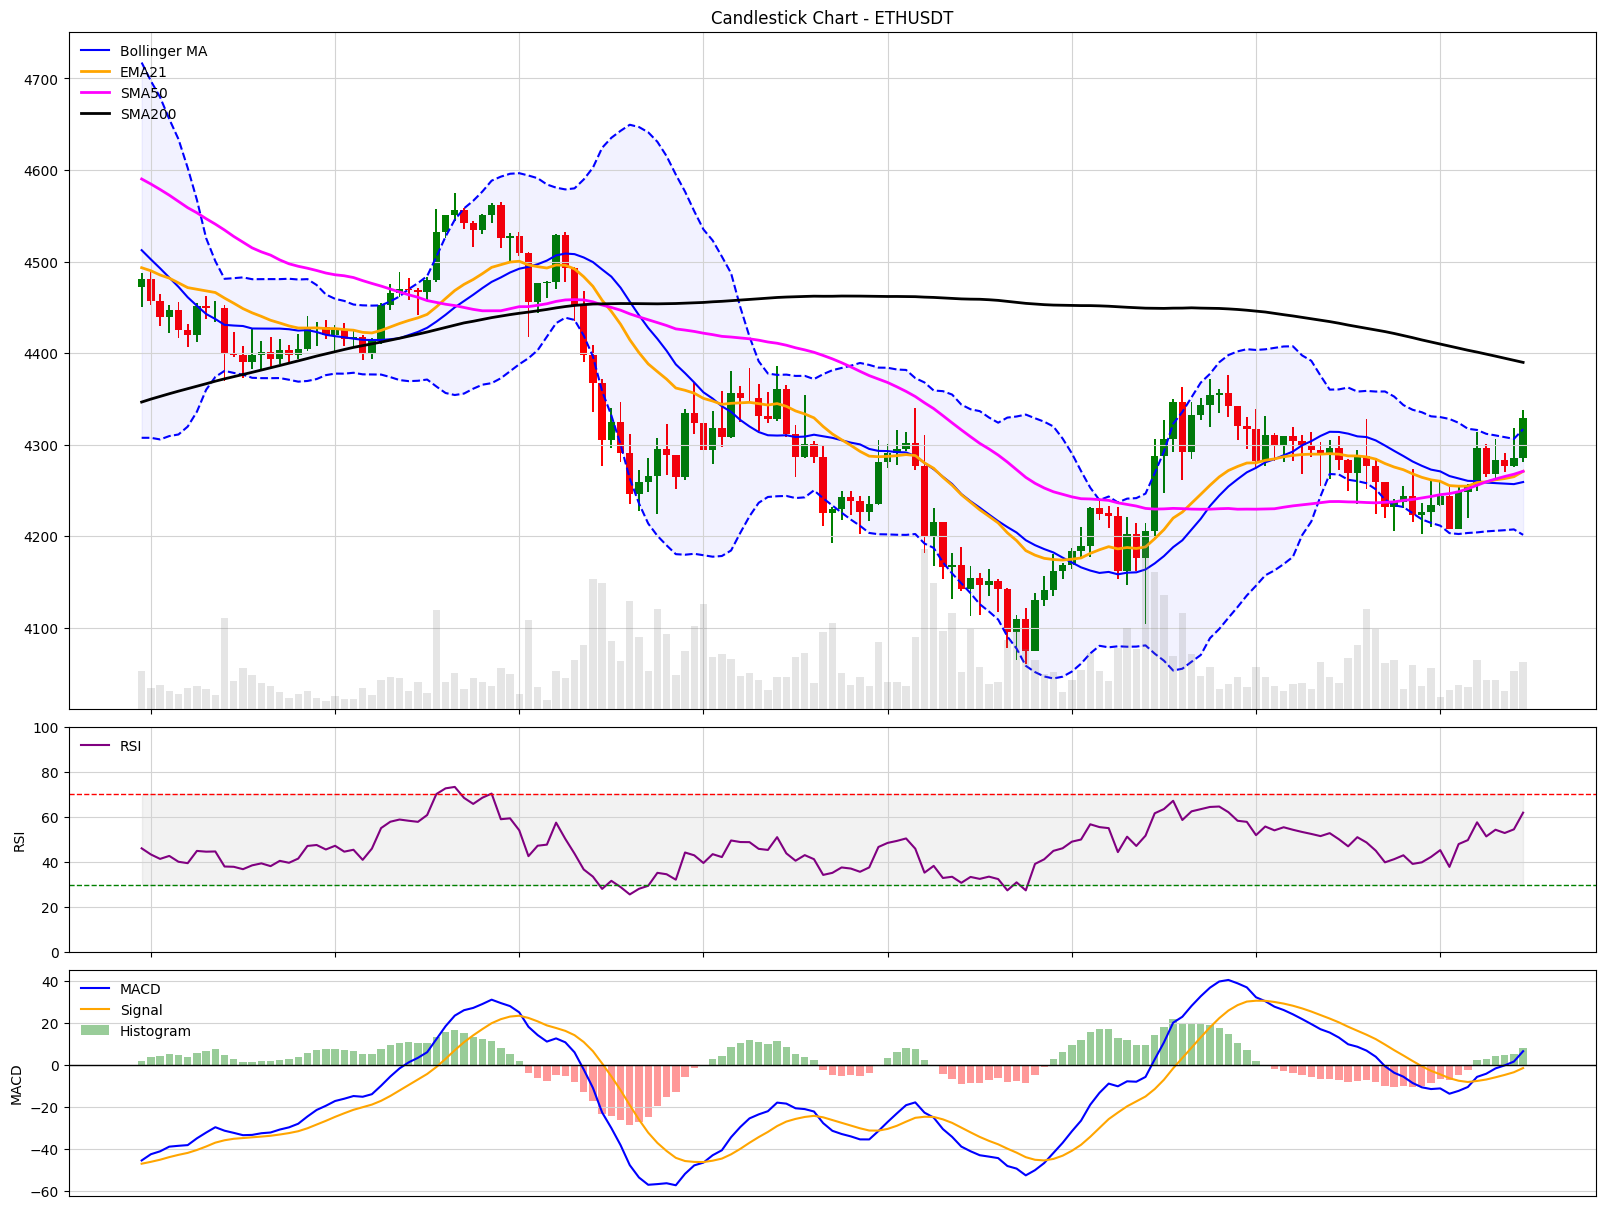 Candlestick Chart - ETHUSDT
Bollinger MA
EMA21
SMA50
SMA200
4700
4600
4500
4400
4300
4200
4100
RSI
100
80
60
40
20
0
RSI
MACD
Signal
Histogram
40
20
0
−20
−40
−60
MACD